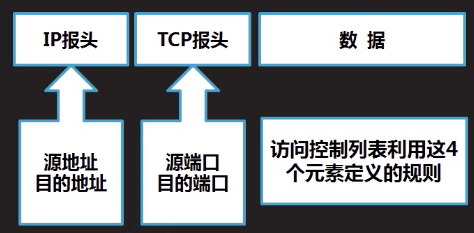 IP报头
TCP报头
数 据
源地址
目的地址
源端口
目的端口
访问控制列表利用这4
个元素定义的规则